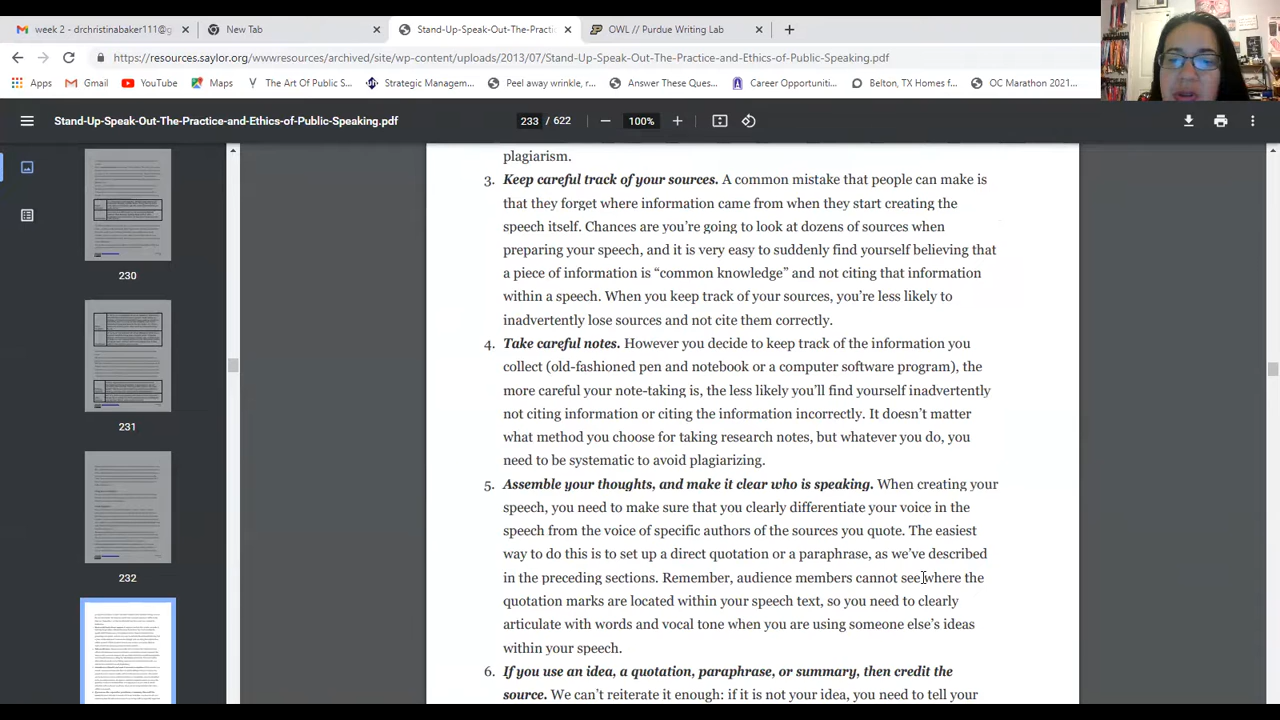 week 2 - drchristinabaker111@g
New Tab
Stand-Up-Speak-Out-The-Practic
OWL // Purdue Writing Lab
https://resources.saylor.org/wwwresources/archived/site/wp-content/uploads/2013/07/Stand-Up-Speak-Out-The-Practice-and-Ethics-of-Public-Speaking.pdf
Apps
Gmail
YouTube
The Art Of Public S...
Strategic Managem...
Peel away wrinkle, r...
Answer These Ques...
Career Opportunitie...
Belton, TX Homes f...
OC Marathon 2021...
Stand-Up-Speak-Out-The-Practice-and-Ethics-of-Public-Speaking.pdf
233 / 622
100%
230
231
232
plagiarism.
3. Keep careful track of your sources. A common mistake that people can make is
that they forget where information came from when they start creating the
speech itself. Chances are you’re going to look at dozens of sources when
preparing your speech, and it is very easy to suddenly find yourself believing that
a piece of information is “common knowledge” and not citing that information
within a speech. When you keep track of your sources, you’re less likely to
inadvertently lose sources and not cite them correctly.
4. Take careful notes. However you decide to keep track of the information you
collect (old-fashioned pen and notebook or a computer software program), the
more careful your note-taking is, the less likely you’ll find yourself inadvertently
not citing information or citing the information incorrectly. It doesn’t matter
what method you choose for taking research notes, but whatever you do, you
need to be systematic to avoid plagiarizing.
5. Assemble your thoughts, and make it clear who is speaking. When creating your
speech, you need to make sure that you clearly differentiate your voice in the
speech from the voice of specific authors of the sources you quote. The easiest
way to do this is to set up a direct quotation or a paraphrase, as we’ve described
in the preceding sections. Remember, audience members cannot see where the
quotation marks are located within your speech text, so you need to clearly
articulate with words and vocal tone when you are using someone else’s ideas
within your speech.
6. If you use an idea, a quotation, paraphrase, or summary, then credit the
source. We can’t reiterate it enough: if it is not your idea, you need to tell your